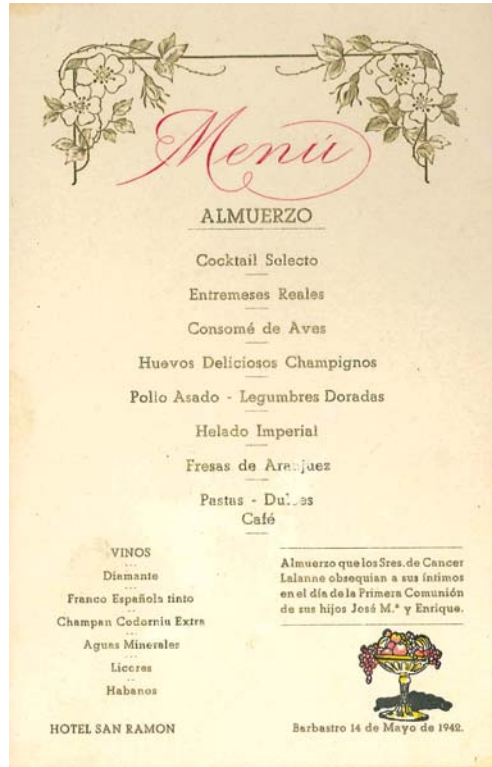 Menú
ALMUERZO
Cocktail Selecto
Entremeses Reales
Consomé de Aves
Huevos Deliciosos Champignos
Pollo Asado - Legumbres Doradas
Helado Imperial
Fresas de Aranjuez
Pastas - Dulces
Café
VINOS
Diamante
Franco Española tinto
Champan Codorniu Extra
Aguas Minerales
Licores
Habanos
HOTEL SAN RAMON
Almuerzo que los Sres. de Cancer
Lalanne obsequian a sus íntimos
en el día de la Primera Comunión
de sus hijos José M.ª y Enrique.
Barbastro 14 de Mayo de 1942.